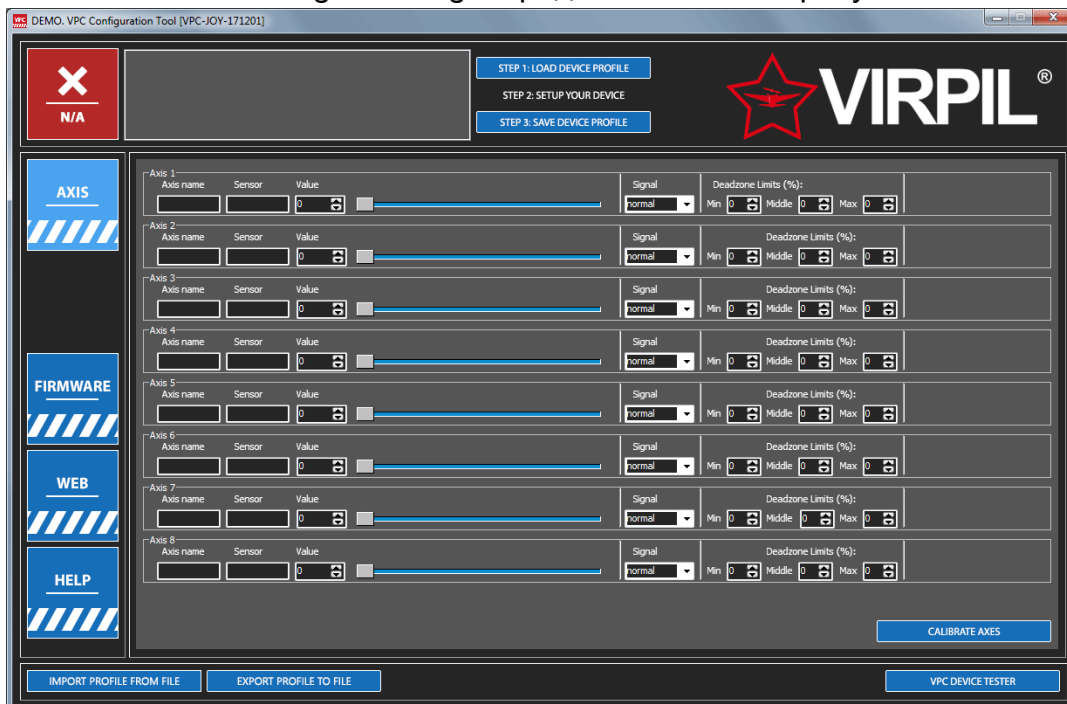 DEMO. VPC Configuration Tool [VPC-JOY-171201]
N/A
STEP 1: LOAD DEVICE PROFILE
STEP 2: SETUP YOUR DEVICE
STEP 3: SAVE DEVICE PROFILE
VIRPIL ®
AXIS
FIRMWARE
WEB
HELP
Axis 1
Axis name Sensor Value Signal Deadzone Limits (%):
0 normal Min 0 Middle 0 Max 0
Axis 2
Axis name Sensor Value Signal Deadzone Limits (%):
0 normal Min 0 Middle 0 Max 0
Axis 3
Axis name Sensor Value Signal Deadzone Limits (%):
0 normal Min 0 Middle 0 Max 0
Axis 4
Axis name Sensor Value Signal Deadzone Limits (%):
0 normal Min 0 Middle 0 Max 0
Axis 5
Axis name Sensor Value Signal Deadzone Limits (%):
0 normal Min 0 Middle 0 Max 0
Axis 6
Axis name Sensor Value Signal Deadzone Limits (%):
0 normal Min 0 Middle 0 Max 0
Axis 7
Axis name Sensor Value Signal Deadzone Limits (%):
0 normal Min 0 Middle 0 Max 0
Axis 8
Axis name Sensor Value Signal Deadzone Limits (%):
0 normal Min 0 Middle 0 Max 0
CALIBRATE AXES
IMPORT PROFILE FROM FILE EXPORT PROFILE TO FILE VPC DEVICE TESTER